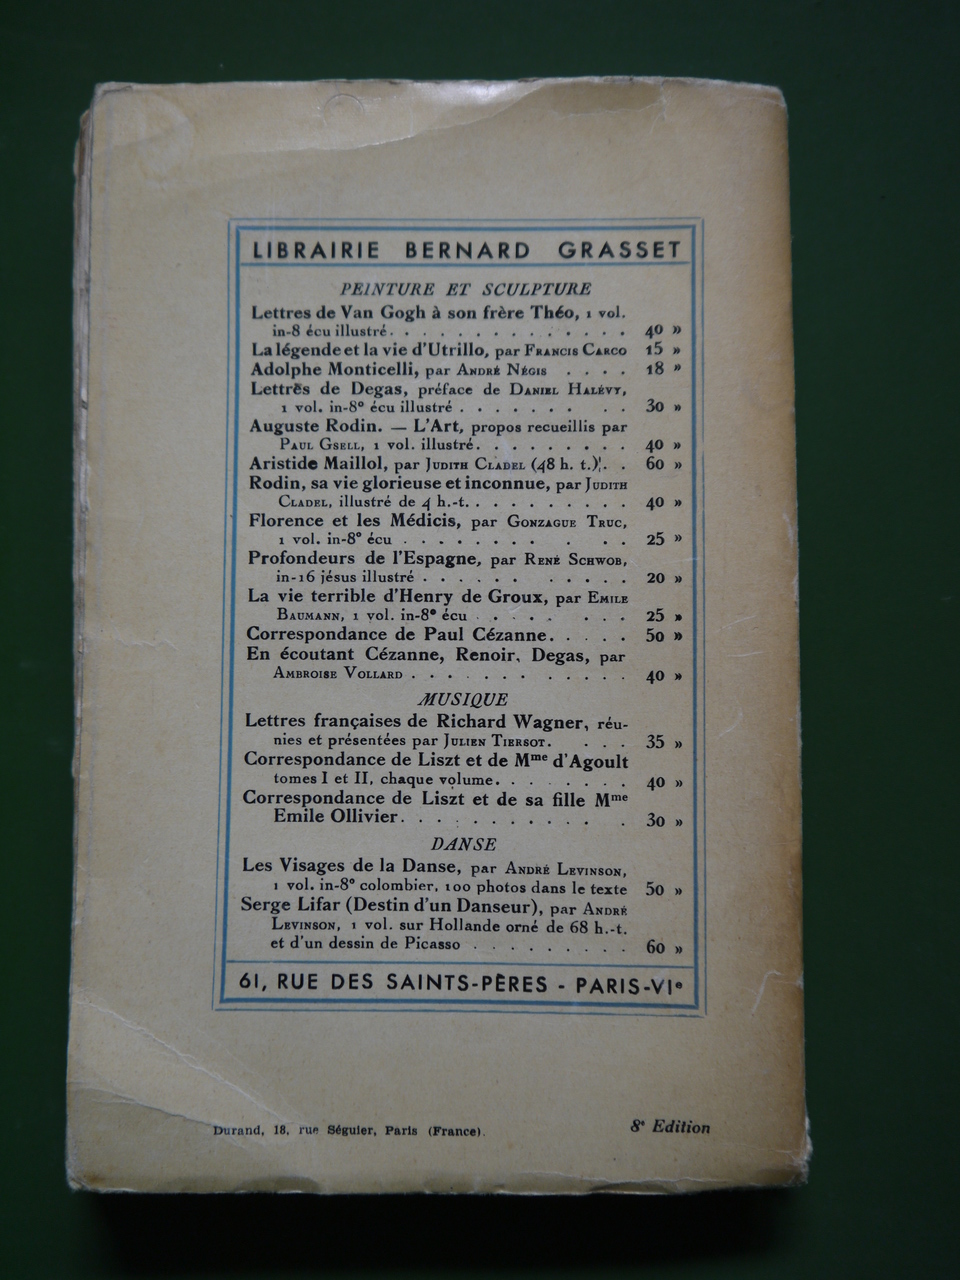 LIBRAIRIE BERNARD GRASSET
PEINTURE ET SCULPTURE
Lettres de Van Gogh à son frère Théo, 1 vol.
in-8 écu illustré. . . . . . . . . . . . . 40 »
La légende et la vie d'Utrillo, par FRANCIS CARCO 15 »
Adolphe Monticelli, par ANDRÉ NÉGIS . . . . 18 »
Lettres de Degas, préface de DANIEL HALÉVY,
1 vol. in-8° écu illustré . . . . . . . . . 30 »
Auguste Rodin. — L'Art, propos recueillis par
PAUL GSELL, 1 vol. illustré. . . . . . . . . 40 »
Aristide Maillol, par JUDITH CLADEL (48 h. t.). . 60 »
Rodin, sa vie glorieuse et inconnue, par JUDITH
CLADEL, illustré de 4 h.-t. . . . . . . . . . 40 »
Florence et les Médicis, par GONZAGUE TRUC,
1 vol. in-8° écu . . . . . . . . . . . 25 »
Profondeurs de l'Espagne, par RENÉ SCHWOB,
in-16 jésus illustré . . . . . . . . . . . 20 »
La vie terrible d'Henry de Groux, par EMILE
BAUMANN, 1 vol. in-8° écu . . . . . . . . 25 »
Correspondance de Paul Cézanne. . . . . 50 »
En écoutant Cézanne, Renoir, Degas, par
AMBROISE VOLLARD . . . . . . . . . . . . 40 »
MUSIQUE
Lettres françaises de Richard Wagner, réu-
nies et présentées par JULIEN TIERSOT. . . . 35 »
Correspondance de Liszt et de Mme d'Agoult
tomes I et II, chaque volume. . . . . . . . 40 »
Correspondance de Liszt et de sa fille Mme
Emile Ollivier. . . . . . . . . . . . 30 »
DANSE
Les Visages de la Danse, par ANDRÉ LEVINSON,
1 vol. in-8° colombier, 100 photos dans le texte 50 »
Serge Lifar (Destin d'un Danseur), par ANDRÉ
LEVINSON, 1 vol. sur Hollande orné de 68 h.-t.
et d'un dessin de Picasso . . . . . . . . . 60 »
61, RUE DES SAINTS-PÈRES - PARIS-VIe
Durand, 18, rue Séguier, Paris (France).
8e Edition